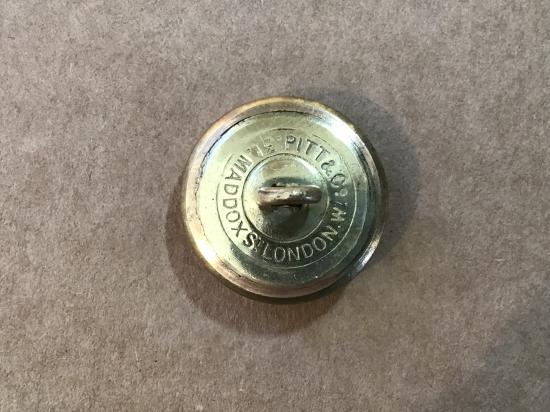 PITT & Co
MADDOX St LONDON. W.